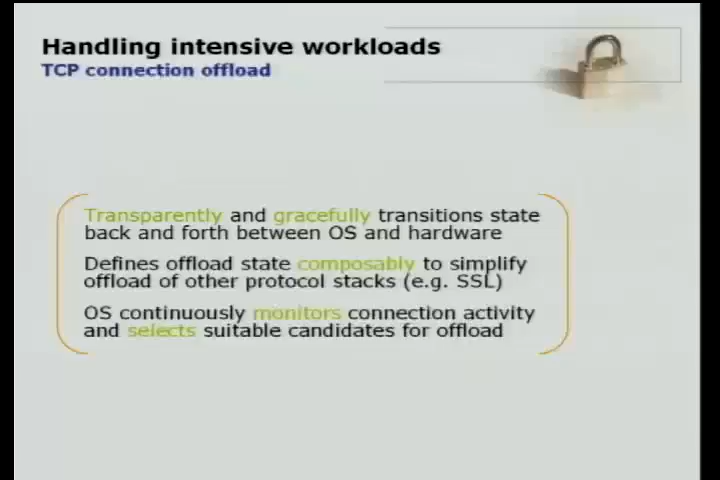 Handling intensive workloads
TCP connection offload
Transparently and gracefully transitions state
back and forth between OS and hardware
Defines offload state composably to simplify
offload of other protocol stacks (e.g. SSL)
OS continuously monitors connection activity
and selects suitable candidates for offload